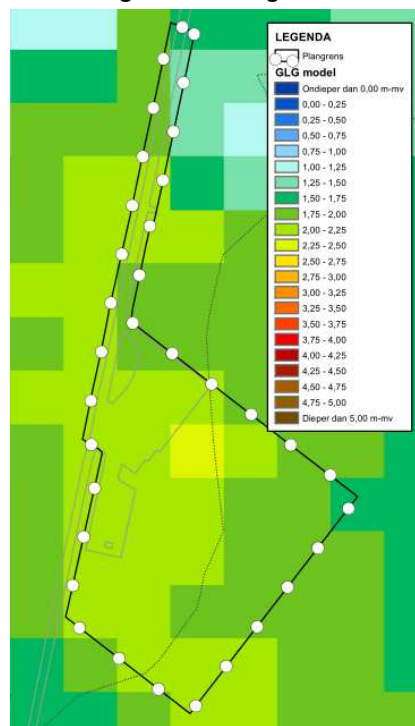 LEGENDA
Plangrens
GLG model
Ondieper dan 0,00 m-mv
0,00 - 0,25
0,25 - 0,50
0,50 - 0,75
0,75 - 1,00
1,00 - 1,25
1,25 - 1,50
1,50 - 1,75
1,75 - 2,00
2,00 - 2,25
2,25 - 2,50
2,50 - 2,75
2,75 - 3,00
3,00 - 3,25
3,25 - 3,50
3,50 - 3,75
3,75 - 4,00
4,00 - 4,25
4,25 - 4,50
4,50 - 4,75
4,75 - 5,00
Dieper dan 5,00 m-mv